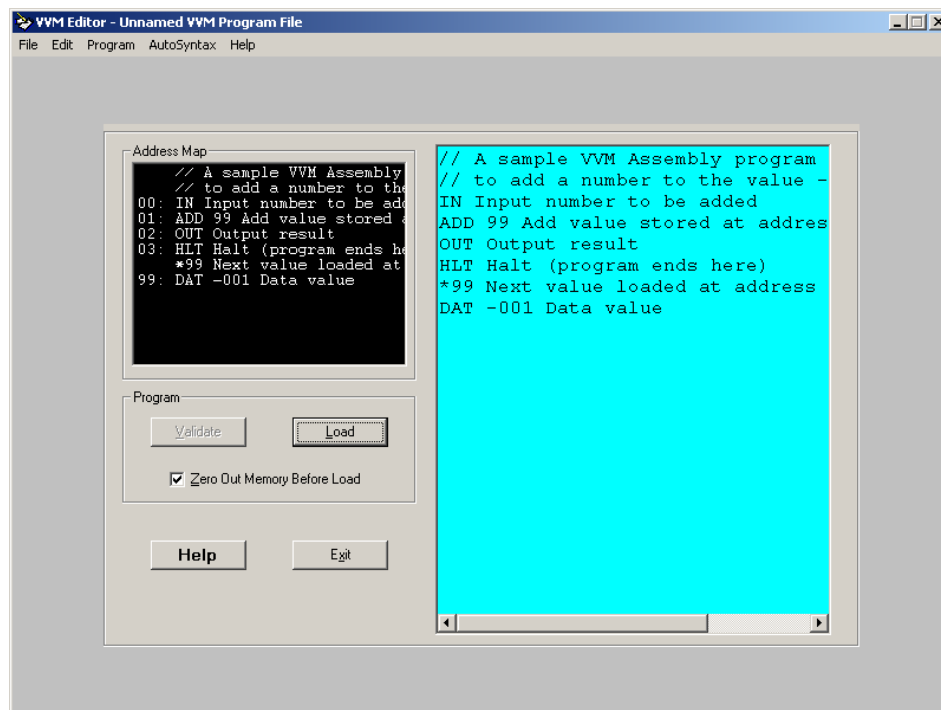 VVM Editor - Unnamed VVM Program File
File Edit Program AutoSyntax Help
Address Map
// A sample VVM Assembly
// to add a number to the
00: IN Input number to be add
01: ADD 99 Add value stored a
02: OUT Output result
03: HLT Halt (program ends he
*99 Next value loaded at
99: DAT -001 Data value
Program
Validate Load
Zero Out Memory Before Load
Help Exit
// A sample VVM Assembly program
// to add a number to the value -
IN Input number to be added
ADD 99 Add value stored at addres
OUT Output result
HLT Halt (program ends here)
*99 Next value loaded at address
DAT -001 Data value